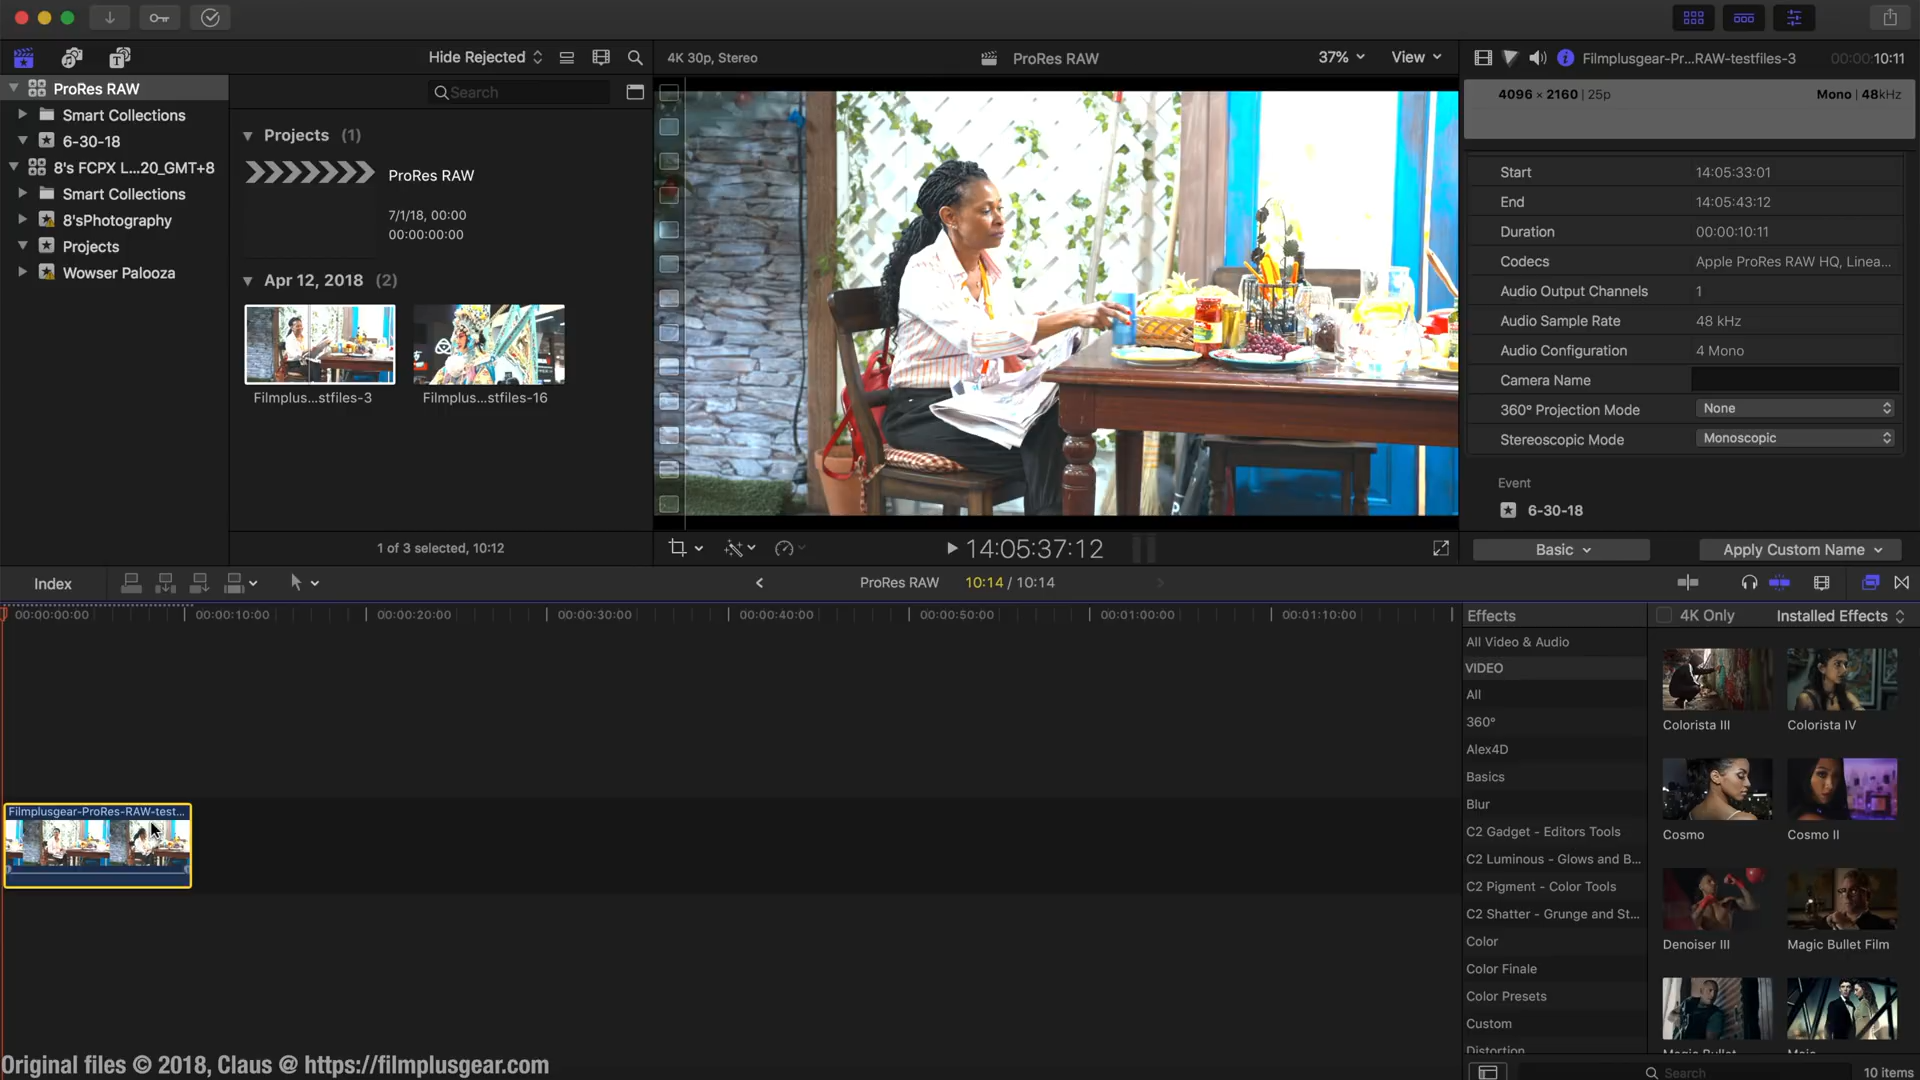 Hide Rejected
4K 30p, Stereo
ProRes RAW
37%
View
Filmplusgear-Pr...RAW-testfiles-3
00:00:10:11
ProRes RAW
Smart Collections
6-30-18
8's FCPX L...20_GMT+8
Smart Collections
8'sPhotography
Projects
Wowser Palooza
Search
Projects (1)
ProRes RAW
7/1/18, 00:00
00:00:00:00
Apr 12, 2018 (2)
Filmplus...stfiles-3
Filmplus...stfiles-16
1 of 3 selected, 10:12
14:05:37:12
4096 × 2160 | 25p
Mono | 48kHz
Start 14:05:33:01
End 14:05:43:12
Duration 00:00:10:11
Codecs Apple ProRes RAW HQ, Linea...
Audio Output Channels 1
Audio Sample Rate 48 kHz
Audio Configuration 4 Mono
Camera Name
360° Projection Mode None
Stereoscopic Mode Monoscopic
Event
6-30-18
Basic
Apply Custom Name
Index
ProRes RAW
10:14 / 10:14
00:00:00:00
00:00:10:00
00:00:20:00
00:00:30:00
00:00:40:00
00:00:50:00
00:01:00:00
00:01:10:00
Filmplusgear-ProRes-RAW-test...
Effects
4K Only
Installed Effects
All Video & Audio
VIDEO
All
360°
Alex4D
Basics
Blur
C2 Gadget - Editors Tools
C2 Luminous - Glows and B...
C2 Pigment - Color Tools
C2 Shatter - Grunge and St...
Color
Color Finale
Color Presets
Custom
Distortion
Colorista III
Colorista IV
Cosmo
Cosmo II
Denoiser III
Magic Bullet Film
Magic Bullet
Mojo
Search
10 items
Original files © 2018, Claus @ https://filmplusgear.com